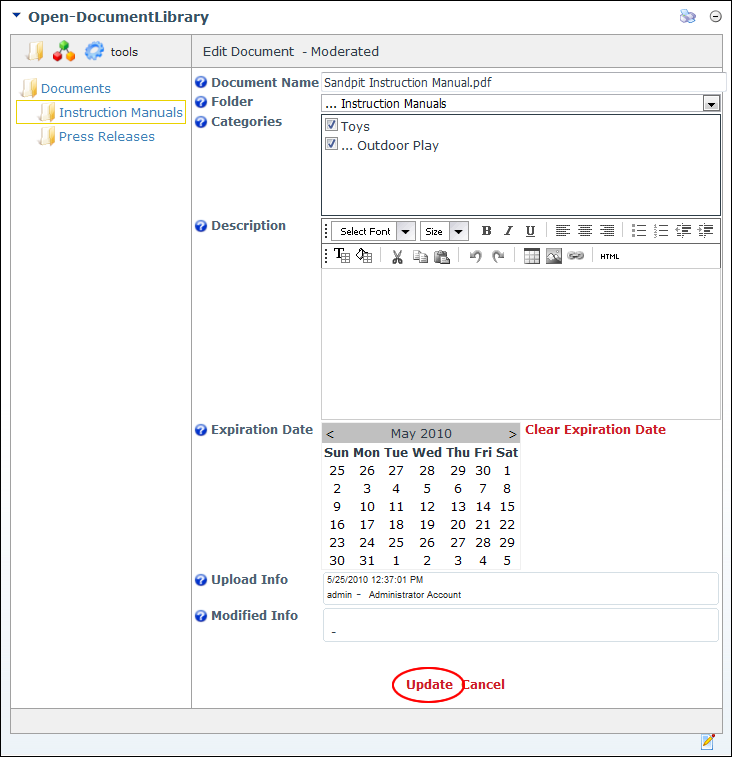 Open-DocumentLibrary
tools
Edit Document - Moderated
Documents
Instruction Manuals
Press Releases
Document Name Sandpit Instruction Manual.pdf
Folder ... Instruction Manuals
Categories
Toys
... Outdoor Play
Description
Select Font Size B I U
T HTML
Expiration Date
< May 2010 >
Clear Expiration Date
Sun Mon Tue Wed Thu Fri Sat
25 26 27 28 29 30 1
2 3 4 5 6 7 8
9 10 11 12 13 14 15
16 17 18 19 20 21 22
23 24 25 26 27 28 29
30 31 1 2 3 4 5
Upload Info
5/25/2010 12:37:01 PM
admin - Administrator Account
Modified Info
-
Update Cancel